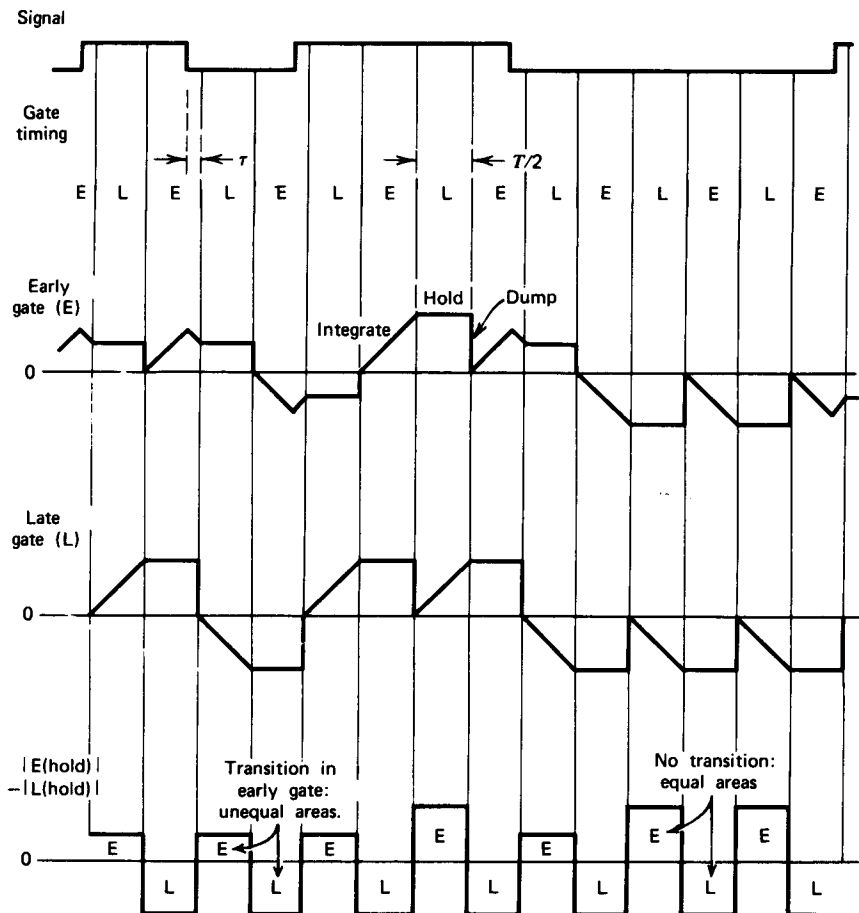 Signal
Gate
timing
τ
T/2
E L E L E L E L E L E L E L E
Early
gate (E)
Integrate
Hold
Dump
0
Late
gate (L)
0
|E(hold)|
−|L(hold)|
Transition in
early gate:
unequal areas.
No transition:
equal areas
0
E E E E E E E
L L L L L L L